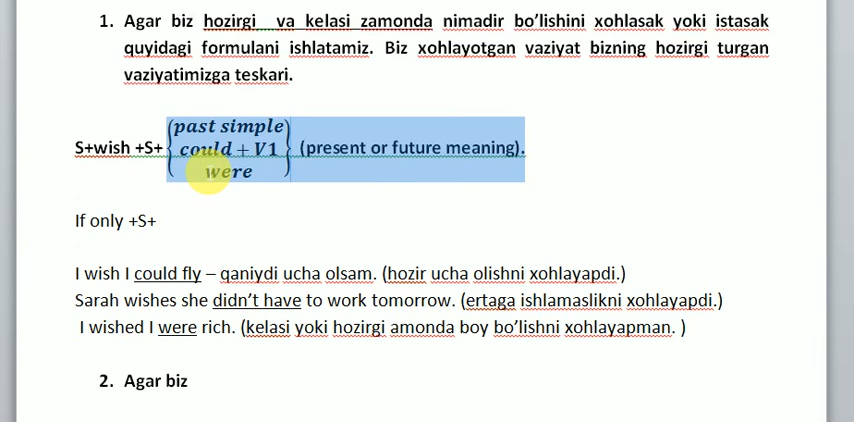 1. Agar biz hozirgi va kelasi zamonda nimadir bo'lishini xohlasak yoki istasak
quyidagi formulani ishlatamiz. Biz xohlayotgan vaziyat bizning hozirgi turgan
vaziyatimizga teskari.
past simple
S+wish +S+ { could + V1 } (present or future meaning).
were
If only +S+
I wish I could fly – qaniydi ucha olsam. (hozir ucha olishni xohlayapdi.)
Sarah wishes she didn't have to work tomorrow. (ertaga ishlamaslikni xohlayapdi.)
I wished I were rich. (kelasi yoki hozirgi amonda boy bo'lishni xohlayapman. )
2. Agar biz